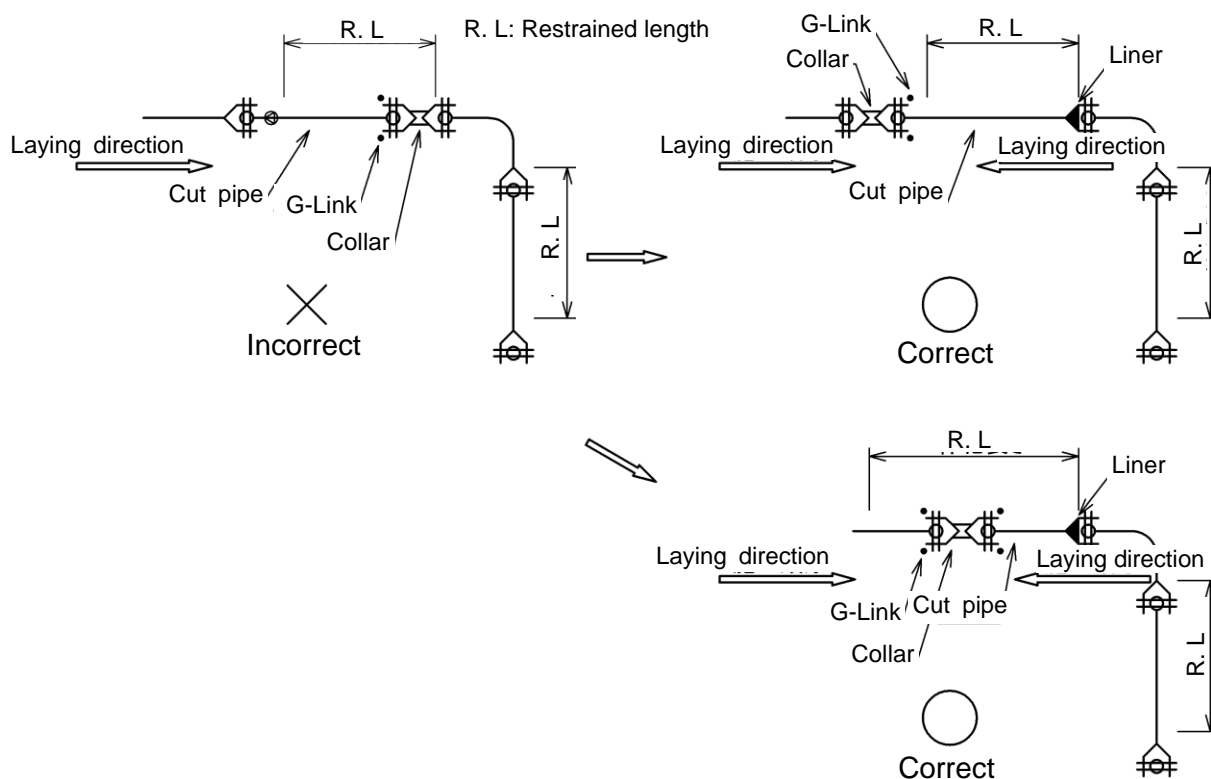 R. L
R. L: Restrained length
Laying direction
Cut pipe
G-Link
Collar
R. L
Incorrect
G-Link
Collar
R. L
Liner
Laying direction
Laying direction
Cut pipe
R. L
Correct
R. L
Liner
Laying direction
Laying direction
G-Link
Cut pipe
Collar
R. L
Correct